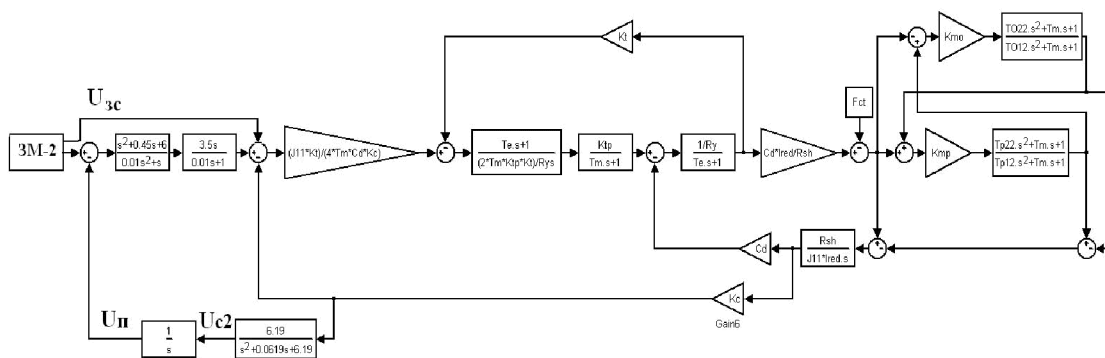 Kt
Kmo
TO22.s²+Tm.s+1
TO12.s²+Tm.s+1
Uзс
ЗМ-2
s²+0.45s+6
0.01s²+s
3.5s
0.01s+1
(J11*Kt)/(4*Tm*Cd*Kc)
Te.s+1
(2*Tm*Ktp*Kt)/Rys
Ktp
Tm.s+1
1/Ry
Te.s+1
Cd*Ired/Rsh
Fct
Kmp
Tp22.s²+Tm.s+1
Tp12.s²+Tm.s+1
Cd
Rsh
J11*Ired.s
Kc
Gain6
Uп
1
s
Uс2
6.19
s²+0.0619s+6.19